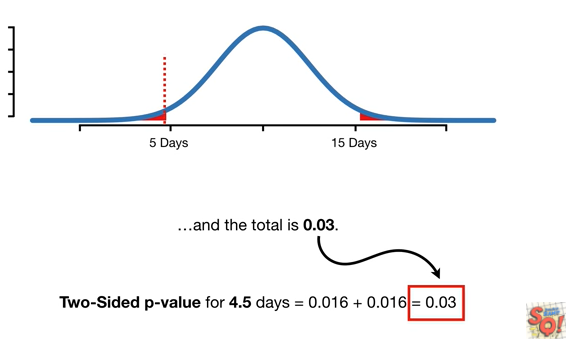 5 Days
15 Days
…and the total is 0.03.
Two-Sided p-value for 4.5 days = 0.016 + 0.016 = 0.03
SQ!